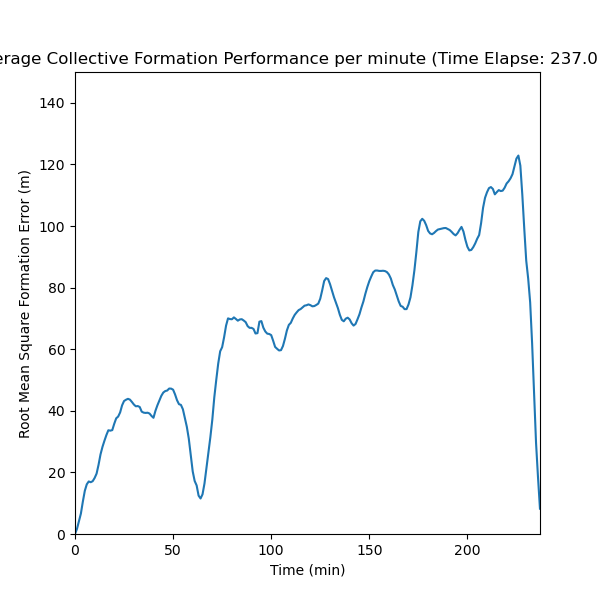 erage Collective Formation Performance per minute (Time Elapse: 237.0
140
120
100
80
60
40
20
0
Root Mean Square Formation Error (m)
0 50 100 150 200
Time (min)